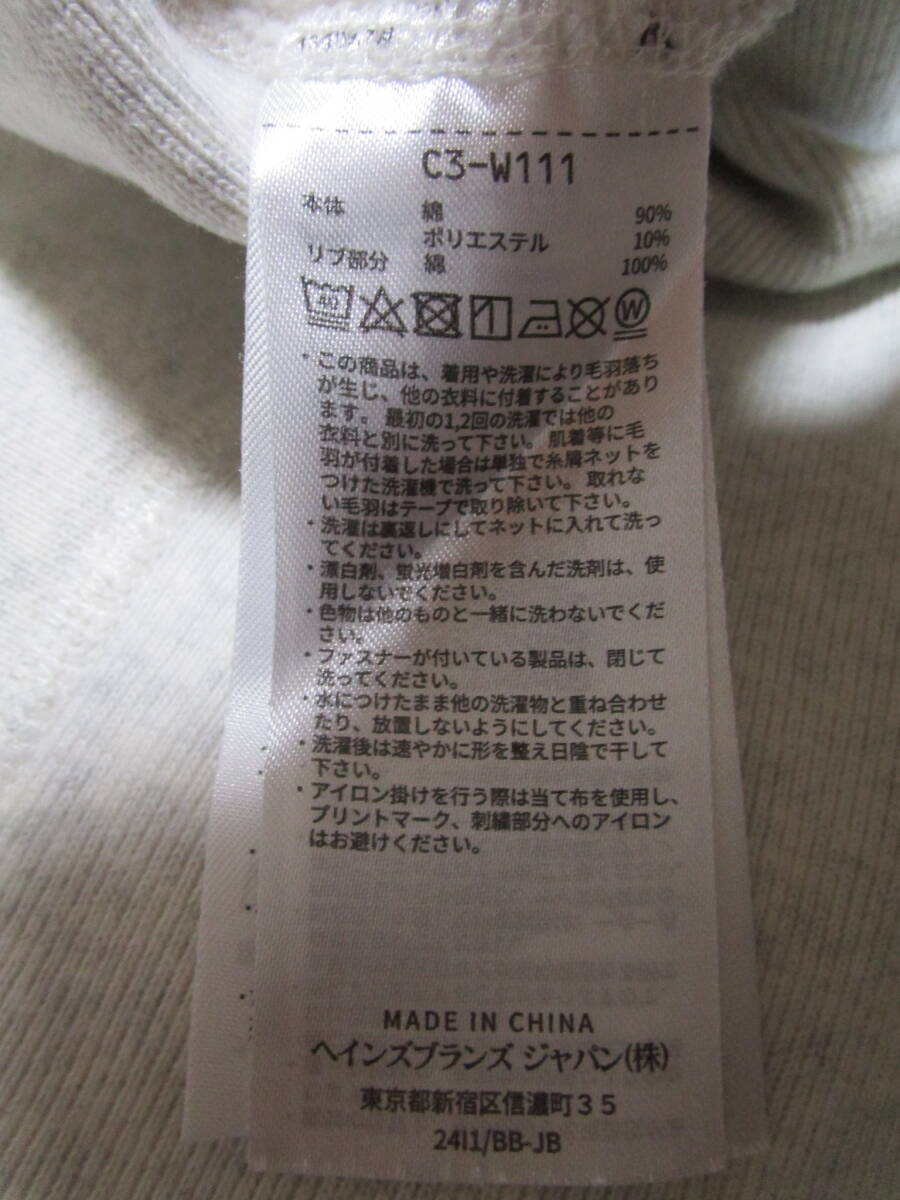 C3-W111
本体 綿 90%
ポリエステル 10%
リブ部分 綿 100%
40
W
・この商品は、着用や洗濯により毛羽落ち
が生じ、他の衣料に付着することがあり
ます。最初の1,2回の洗濯では他の
衣料と別に洗って下さい。肌着等に毛
羽が付着した場合は単独で糸屑ネットを
つけた洗濯機で洗って下さい。取れな
い毛羽はテープで取り除いて下さい。
・洗濯は裏返しにしてネットに入れて洗っ
てください。
・漂白剤、蛍光増白剤を含んだ洗剤は、使
用しないでください。
・色物は他のものと一緒に洗わないでくだ
さい。
・ファスナーが付いている製品は、閉じて
洗ってください。
・水につけたまま他の洗濯物と重ね合わせ
たり、放置しないようにしてください。
・洗濯後は速やかに形を整え日陰で干して
下さい。
・アイロン掛けを行う際は当て布を使用し、
プリントマーク、刺繍部分へのアイロン
はお避けください。
MADE IN CHINA
ヘインズブランズ ジャパン(株)
東京都新宿区信濃町３５
24I1/BB-JB